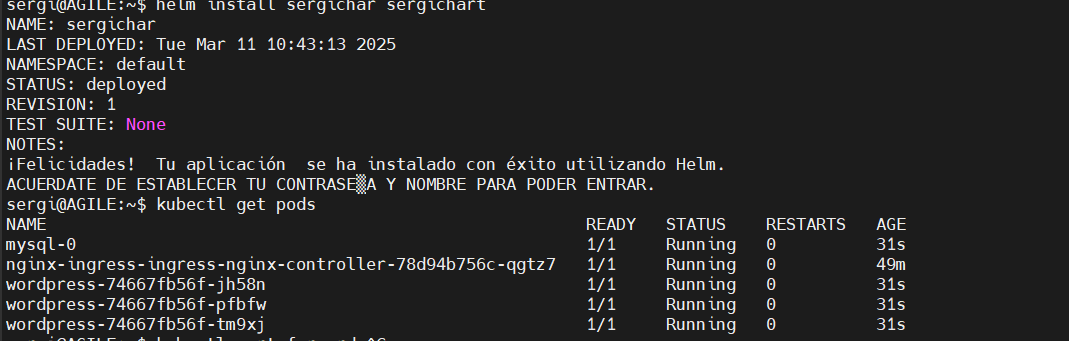 sergi@AGILE:~$ helm install sergichar sergichart
NAME: sergichar
LAST DEPLOYED: Tue Mar 11 10:43:13 2025
NAMESPACE: default
STATUS: deployed
REVISION: 1
TEST SUITE: None
NOTES:
¡Felicidades!  Tu aplicación  se ha instalado con éxito utilizando Helm.
ACUERDATE DE ESTABLECER TU CONTRASE▒A Y NOMBRE PARA PODER ENTRAR.
sergi@AGILE:~$ kubectl get pods
NAME READY STATUS RESTARTS AGE
mysql-0 1/1 Running 0 31s
nginx-ingress-ingress-nginx-controller-78d94b756c-qgtz7 1/1 Running 0 49m
wordpress-74667fb56f-jh58n 1/1 Running 0 31s
wordpress-74667fb56f-pfbfw 1/1 Running 0 31s
wordpress-74667fb56f-tm9xj 1/1 Running 0 31s